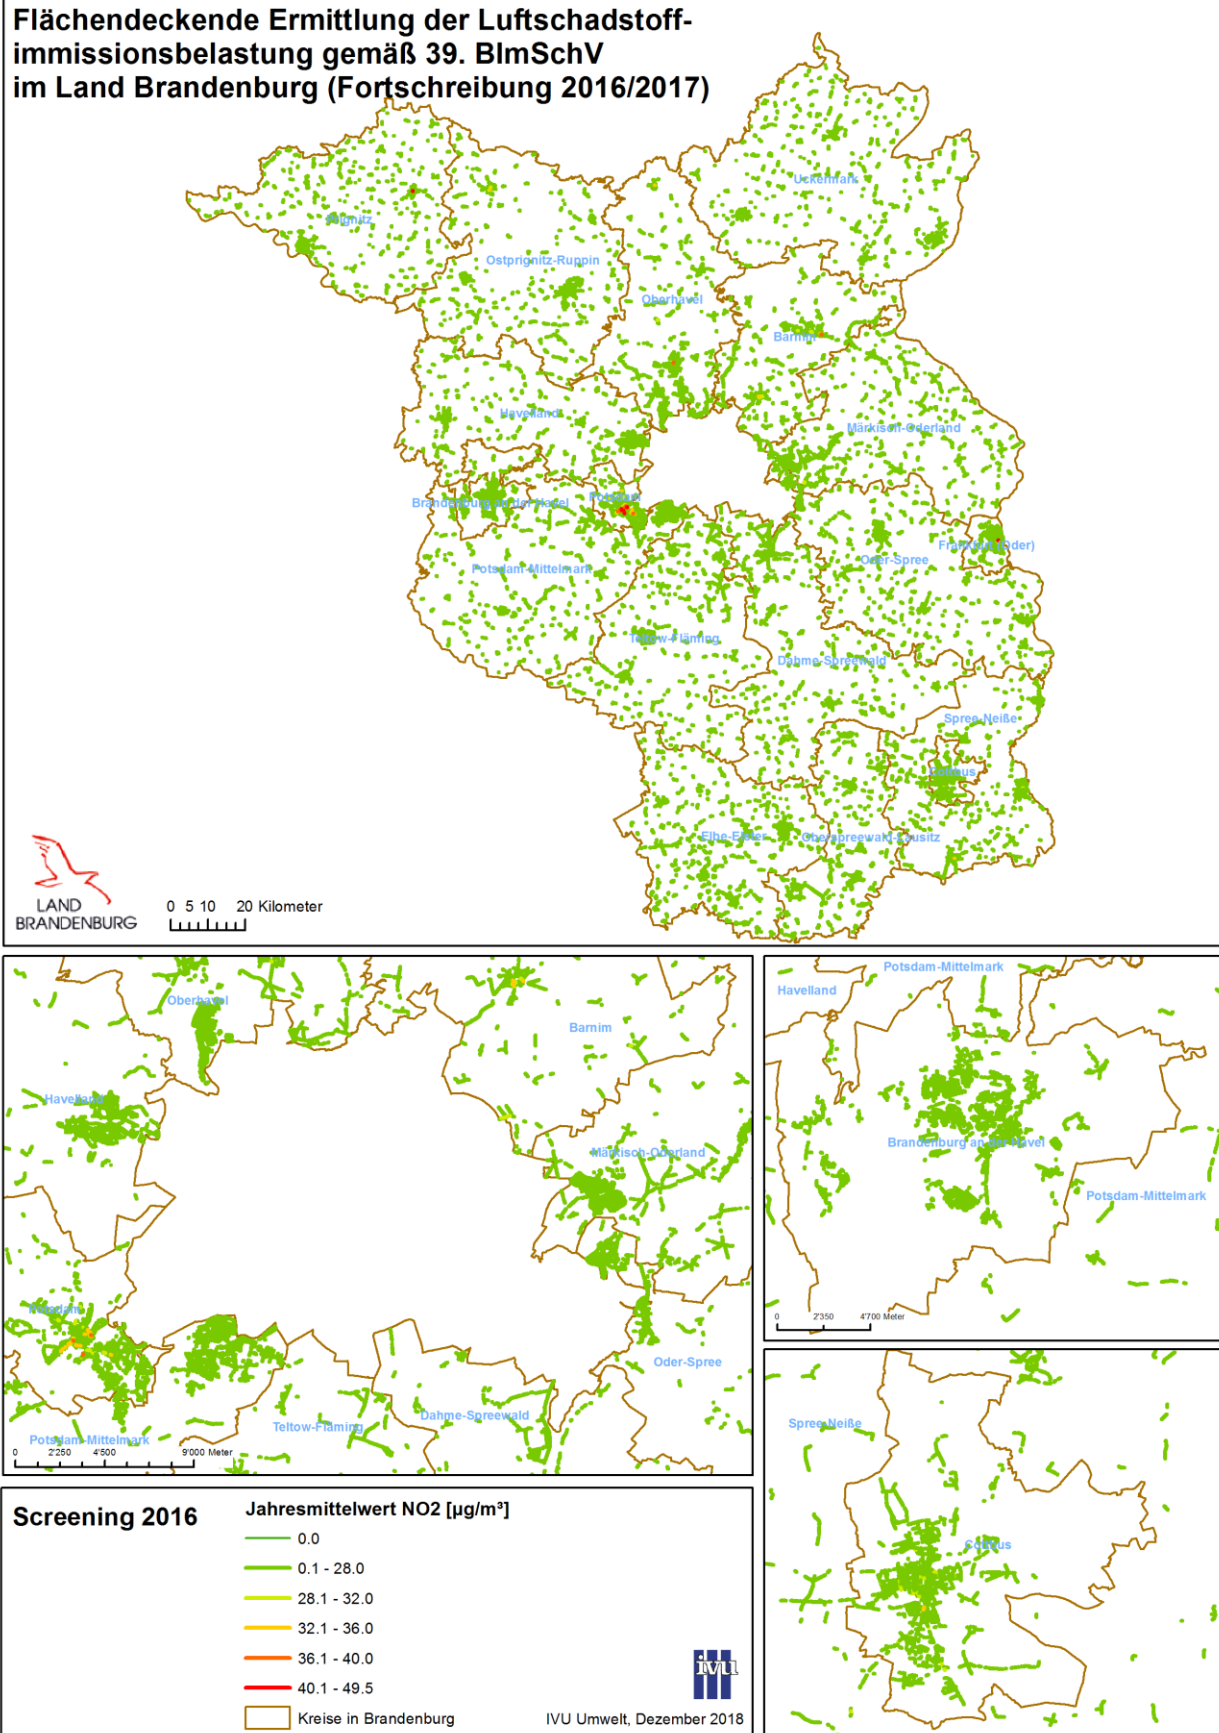 Flächendeckende Ermittlung der Luftschadstoff-
immissionsbelastung gemäß 39. BImSchV
im Land Brandenburg (Fortschreibung 2016/2017)
Uckermark
Prignitz
Ostprignitz-Ruppin
Oberhavel
Barnim
Havelland
Märkisch-Oderland
Potsdam
Brandenburg an der Havel
Frankfurt (Oder)
Oder-Spree
Potsdam-Mittelmark
Teltow-Fläming
Dahme-Spreewald
Spree-Neiße
Cottbus
Elbe-Elster
Oberspreewald-Lausitz
LAND
BRANDENBURG
0 5 10 20 Kilometer
Oberhavel
Barnim
Havelland
Märkisch-Oderland
Potsdam
Oder-Spree
Dahme-Spreewald
Teltow-Fläming
Potsdam-Mittelmark
0 2'250 4'500 9'000 Meter
Potsdam-Mittelmark
Havelland
Brandenburg an der Havel
Potsdam-Mittelmark
0 2'350 4'700 Meter
Spree-Neiße
Cottbus
Screening 2016
Jahresmittelwert NO2 [µg/m³]
0.0
0.1 - 28.0
28.1 - 32.0
32.1 - 36.0
36.1 - 40.0
40.1 - 49.5
Kreise in Brandenburg
ivu
IVU Umwelt, Dezember 2018